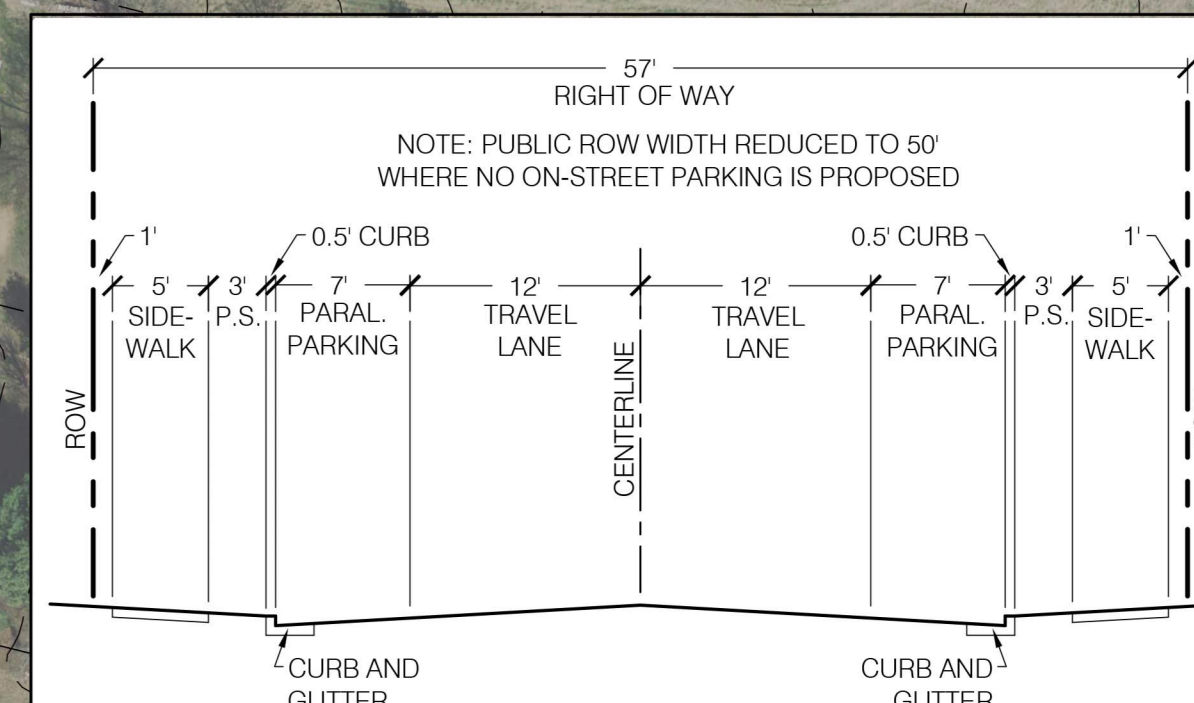 57'
RIGHT OF WAY
NOTE: PUBLIC ROW WIDTH REDUCED TO 50'
WHERE NO ON-STREET PARKING IS PROPOSED
1'
0.5' CURB
0.5' CURB
1'
5'
SIDE-
WALK
3'
P.S.
7'
PARAL.
PARKING
12'
TRAVEL
LANE
12'
TRAVEL
LANE
7'
PARAL.
PARKING
3'
P.S.
5'
SIDE-
WALK
ROW
CENTERLINE
CURB AND
GUTTER
CURB AND
GUTTER